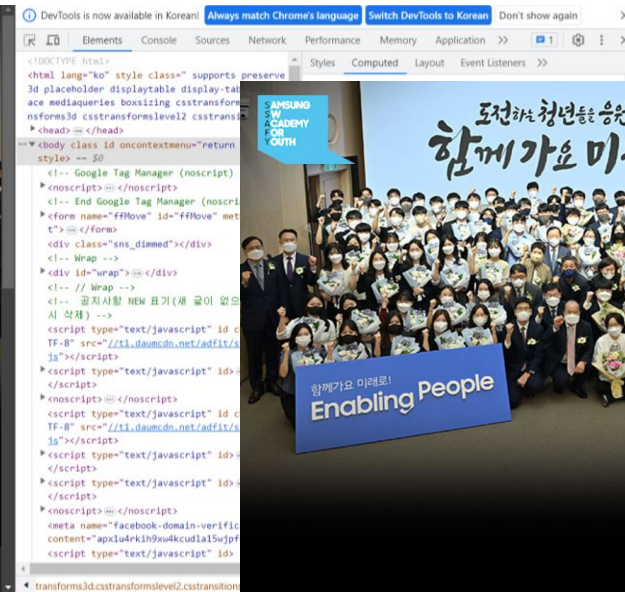 DevTools is now available in Korean!
Always match Chrome's language
Switch DevTools to Korean
Don't show again
Elements
Console
Sources
Network
Performance
Memory
Application
1
Styles
Computed
Layout
Event Listeners
<!DOCTYPE html>
<html lang="ko" style class=" supports preserve
3d placeholder displaytable display-tab
ace mediaqueries boxsizing csstransform
nsforms3d csstransformslevel2 csstransi
<head> … </head>
<body class id oncontextmenu="return
style> == $0
<!-- Google Tag Manager (noscript)
<noscript> … </noscript>
<!-- End Google Tag Manager (noscri
<form name="ffMove" id="ffMove" met
t"> … </form>
<div class="sns_dimmed"></div>
<!-- Wrap -->
<div id="wrap"> … </div>
<!-- // Wrap -->
<!-- 공지사항 NEW 표기(새 글이 없으
시 삭제) -->
<script type="text/javascript" id c
TF-8" src="//t1.daumcdn.net/adfit/s
js"></script>
<script type="text/javascript" id>
</script>
<noscript> … </noscript>
<script type="text/javascript" id c
TF-8" src="//t1.daumcdn.net/adfit/s
js"></script>
<script type="text/javascript" id>
</script>
<script type="text/javascript" id>
</script>
<noscript> … </noscript>
<meta name="facebook-domain-verific
content="apx1u4rkih9xw4kcudla15wjpf
<script type="text/javascript" id>
transforms3d.csstransformslevel2.csstransitions
SAMSUNG
SW
ACADEMY
FOR
YOUTH
도전하는 청년들을 응원
함께 가요 미
함께가요 미래로!
Enabling People